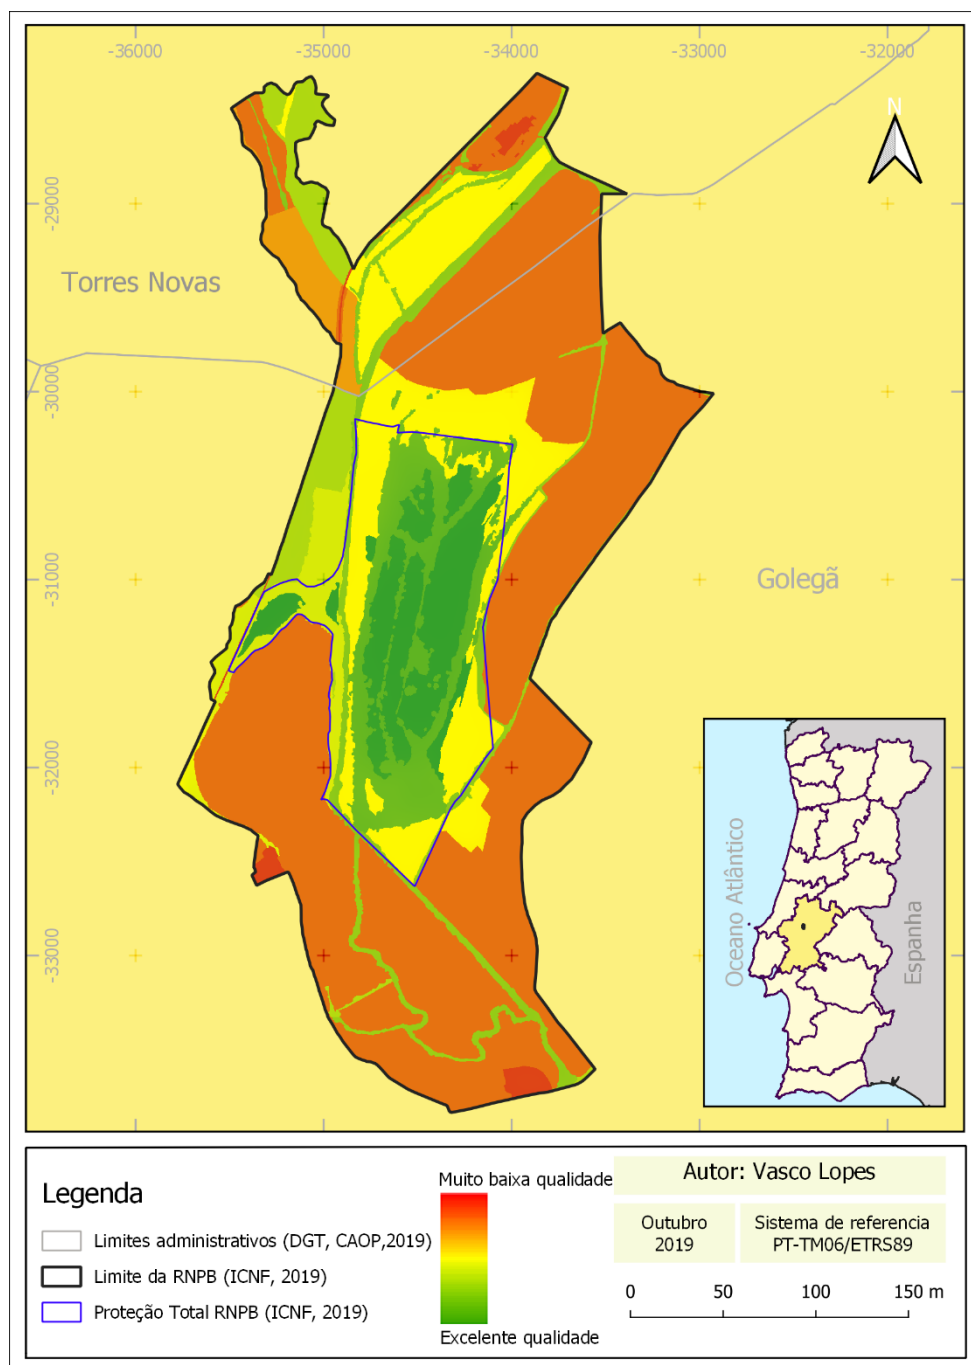 -36000
-35000
-34000
-33000
-32000
N
-29000
Torres Novas
-30000
-31000
Golegã
-32000
Oceano Atlântico
Espanha
-33000
Legenda
Limites administrativos (DGT, CAOP,2019)
Limite da RNPB (ICNF, 2019)
Proteção Total RNPB (ICNF, 2019)
Muito baixa qualidade
Excelente qualidade
Autor: Vasco Lopes
Outubro
2019
Sistema de referencia
PT-TM06/ETRS89
0 50 100 150 m